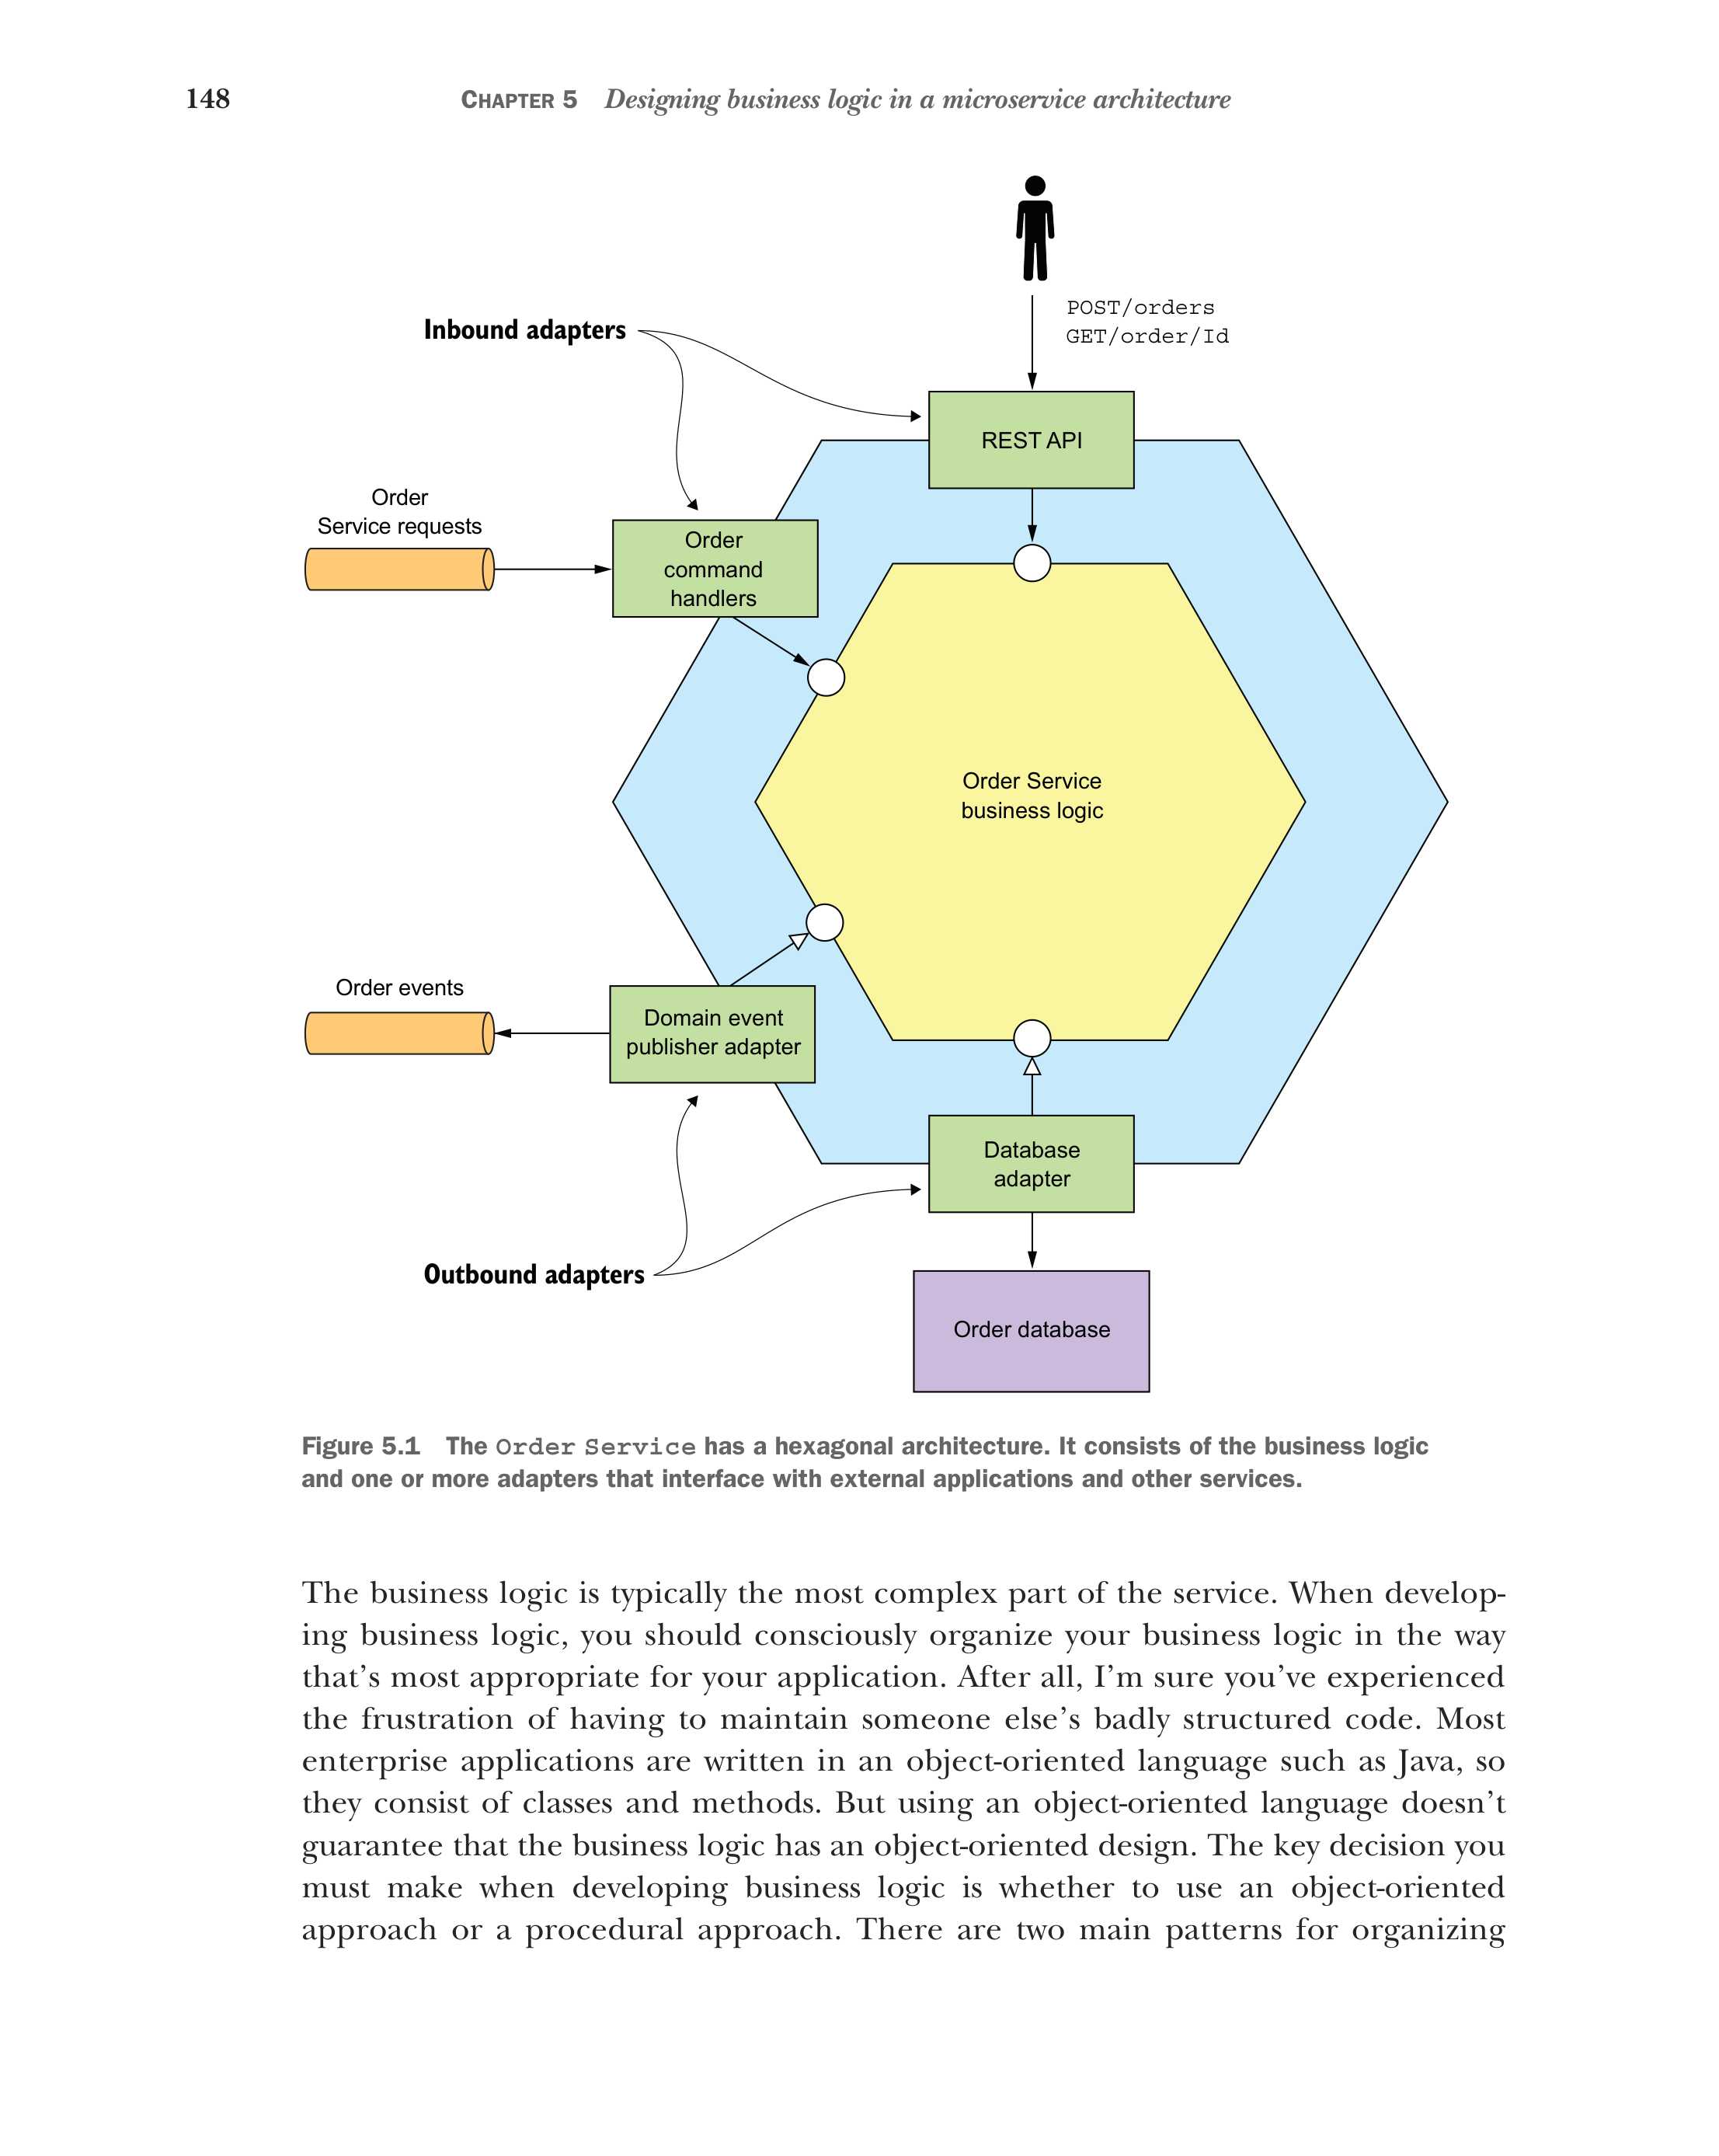 148
CHAPTER 5 Designing business logic in a microservice architecture
POST/orders
GET/order/Id
Inbound adapters
REST API
Order
Service requests
Order
command
handlers
Order Service
business logic
Order events
Domain event
publisher adapter
Database
adapter
Outbound adapters
Order database
Figure 5.1 The Order Service has a hexagonal architecture. It consists of the business logic
and one or more adapters that interface with external applications and other services.
The business logic is typically the most complex part of the service. When develop-
ing business logic, you should consciously organize your business logic in the way
that’s most appropriate for your application. After all, I’m sure you’ve experienced
the frustration of having to maintain someone else’s badly structured code. Most
enterprise applications are written in an object-oriented language such as Java, so
they consist of classes and methods. But using an object-oriented language doesn’t
guarantee that the business logic has an object-oriented design. The key decision you
must make when developing business logic is whether to use an object-oriented
approach or a procedural approach. There are two main patterns for organizing